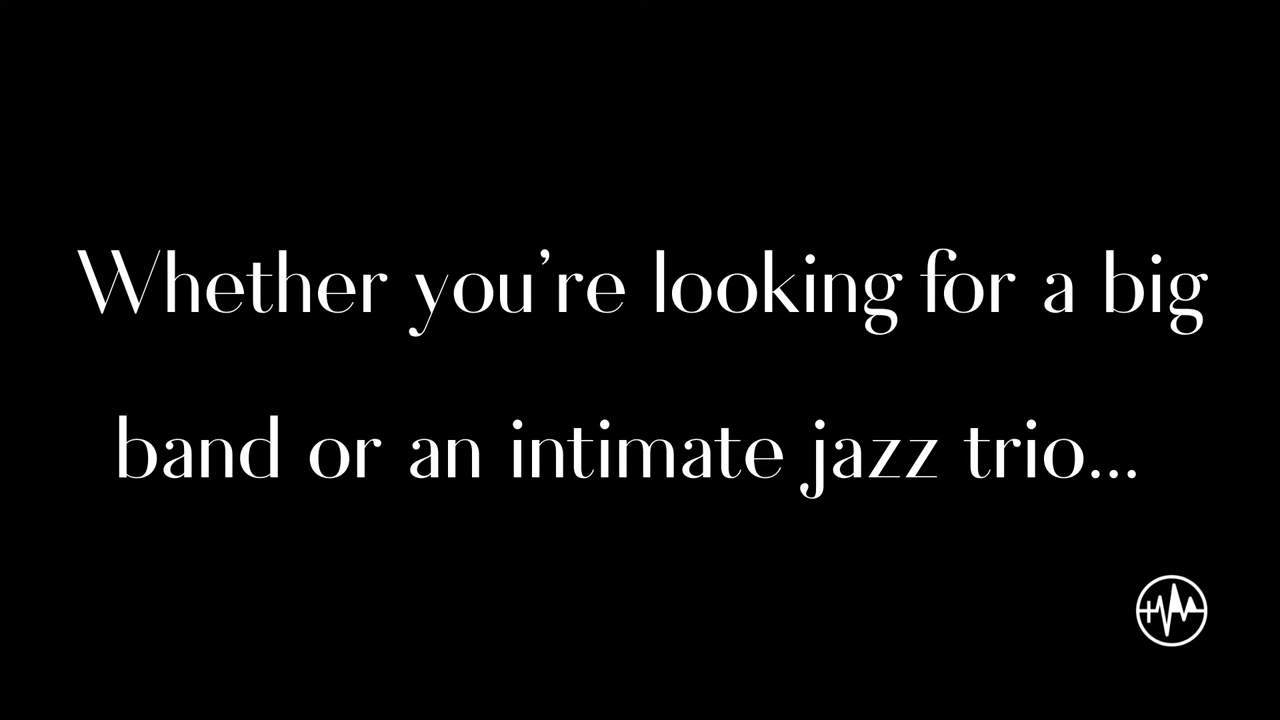 Whether you’re looking for a big
band or an intimate jazz trio...